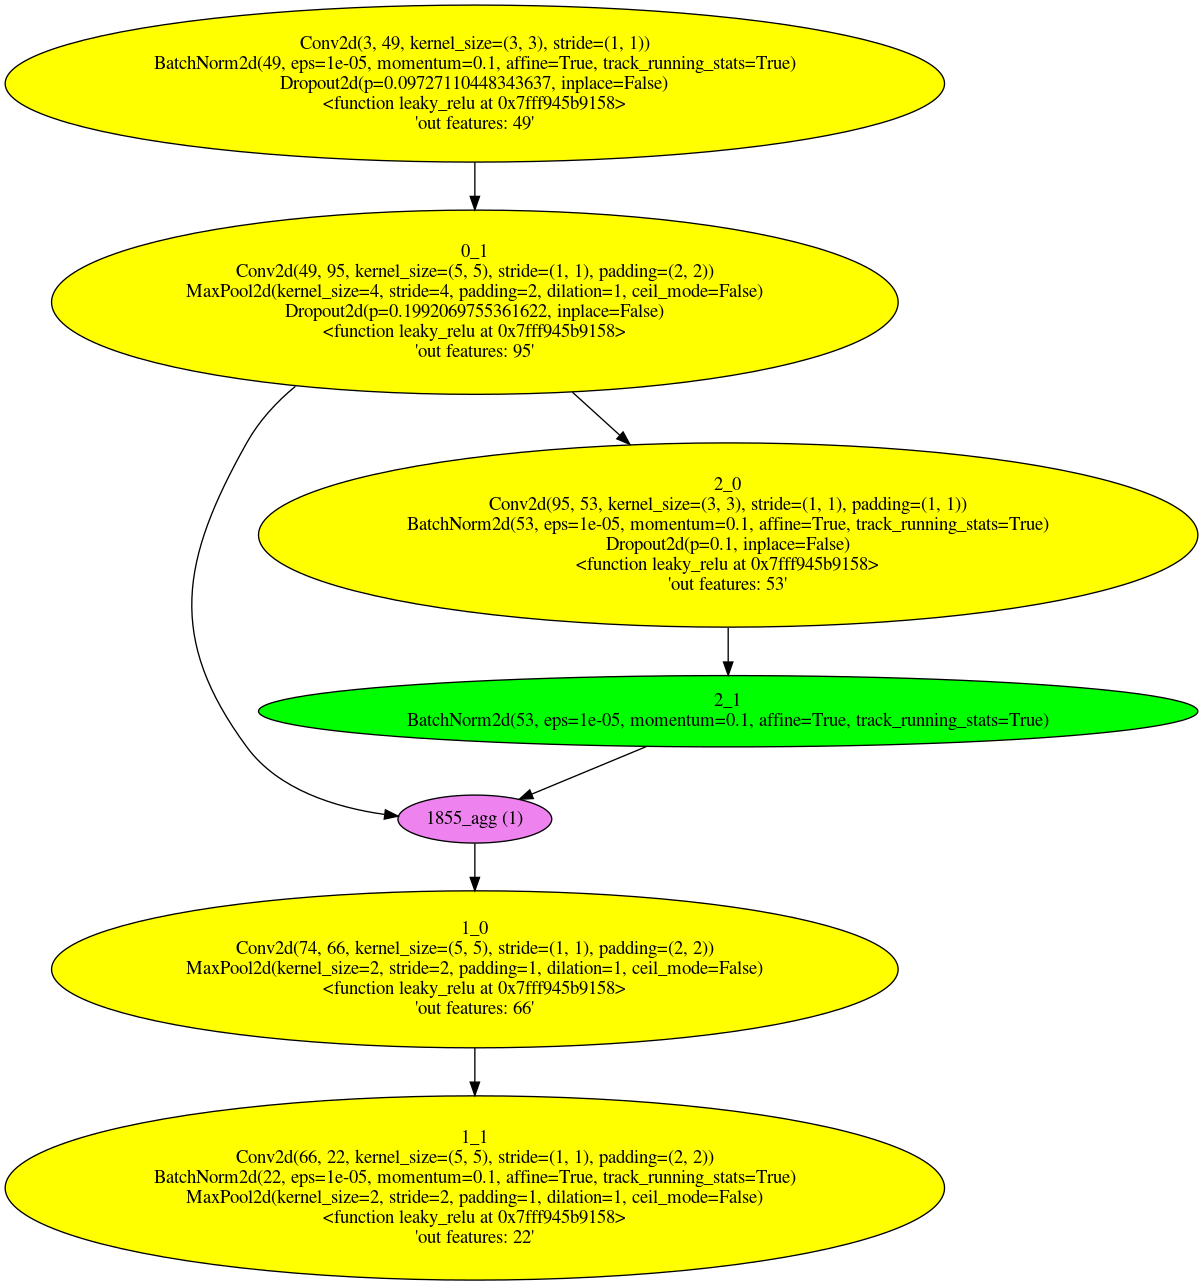 Conv2d(3, 49, kernel_size=(3, 3), stride=(1, 1))
BatchNorm2d(49, eps=1e-05, momentum=0.1, affine=True, track_running_stats=True)
Dropout2d(p=0.09727110448343637, inplace=False)
<function leaky_relu at 0x7fff945b9158>
'out features: 49'
0_1
Conv2d(49, 95, kernel_size=(5, 5), stride=(1, 1), padding=(2, 2))
MaxPool2d(kernel_size=4, stride=4, padding=2, dilation=1, ceil_mode=False)
Dropout2d(p=0.1992069755361622, inplace=False)
<function leaky_relu at 0x7fff945b9158>
'out features: 95'
2_0
Conv2d(95, 53, kernel_size=(3, 3), stride=(1, 1), padding=(1, 1))
BatchNorm2d(53, eps=1e-05, momentum=0.1, affine=True, track_running_stats=True)
Dropout2d(p=0.1, inplace=False)
<function leaky_relu at 0x7fff945b9158>
'out features: 53'
2_1
BatchNorm2d(53, eps=1e-05, momentum=0.1, affine=True, track_running_stats=True)
1855_agg (1)
1_0
Conv2d(74, 66, kernel_size=(5, 5), stride=(1, 1), padding=(2, 2))
MaxPool2d(kernel_size=2, stride=2, padding=1, dilation=1, ceil_mode=False)
<function leaky_relu at 0x7fff945b9158>
'out features: 66'
1_1
Conv2d(66, 22, kernel_size=(5, 5), stride=(1, 1), padding=(2, 2))
BatchNorm2d(22, eps=1e-05, momentum=0.1, affine=True, track_running_stats=True)
MaxPool2d(kernel_size=2, stride=2, padding=1, dilation=1, ceil_mode=False)
<function leaky_relu at 0x7fff945b9158>
'out features: 22'